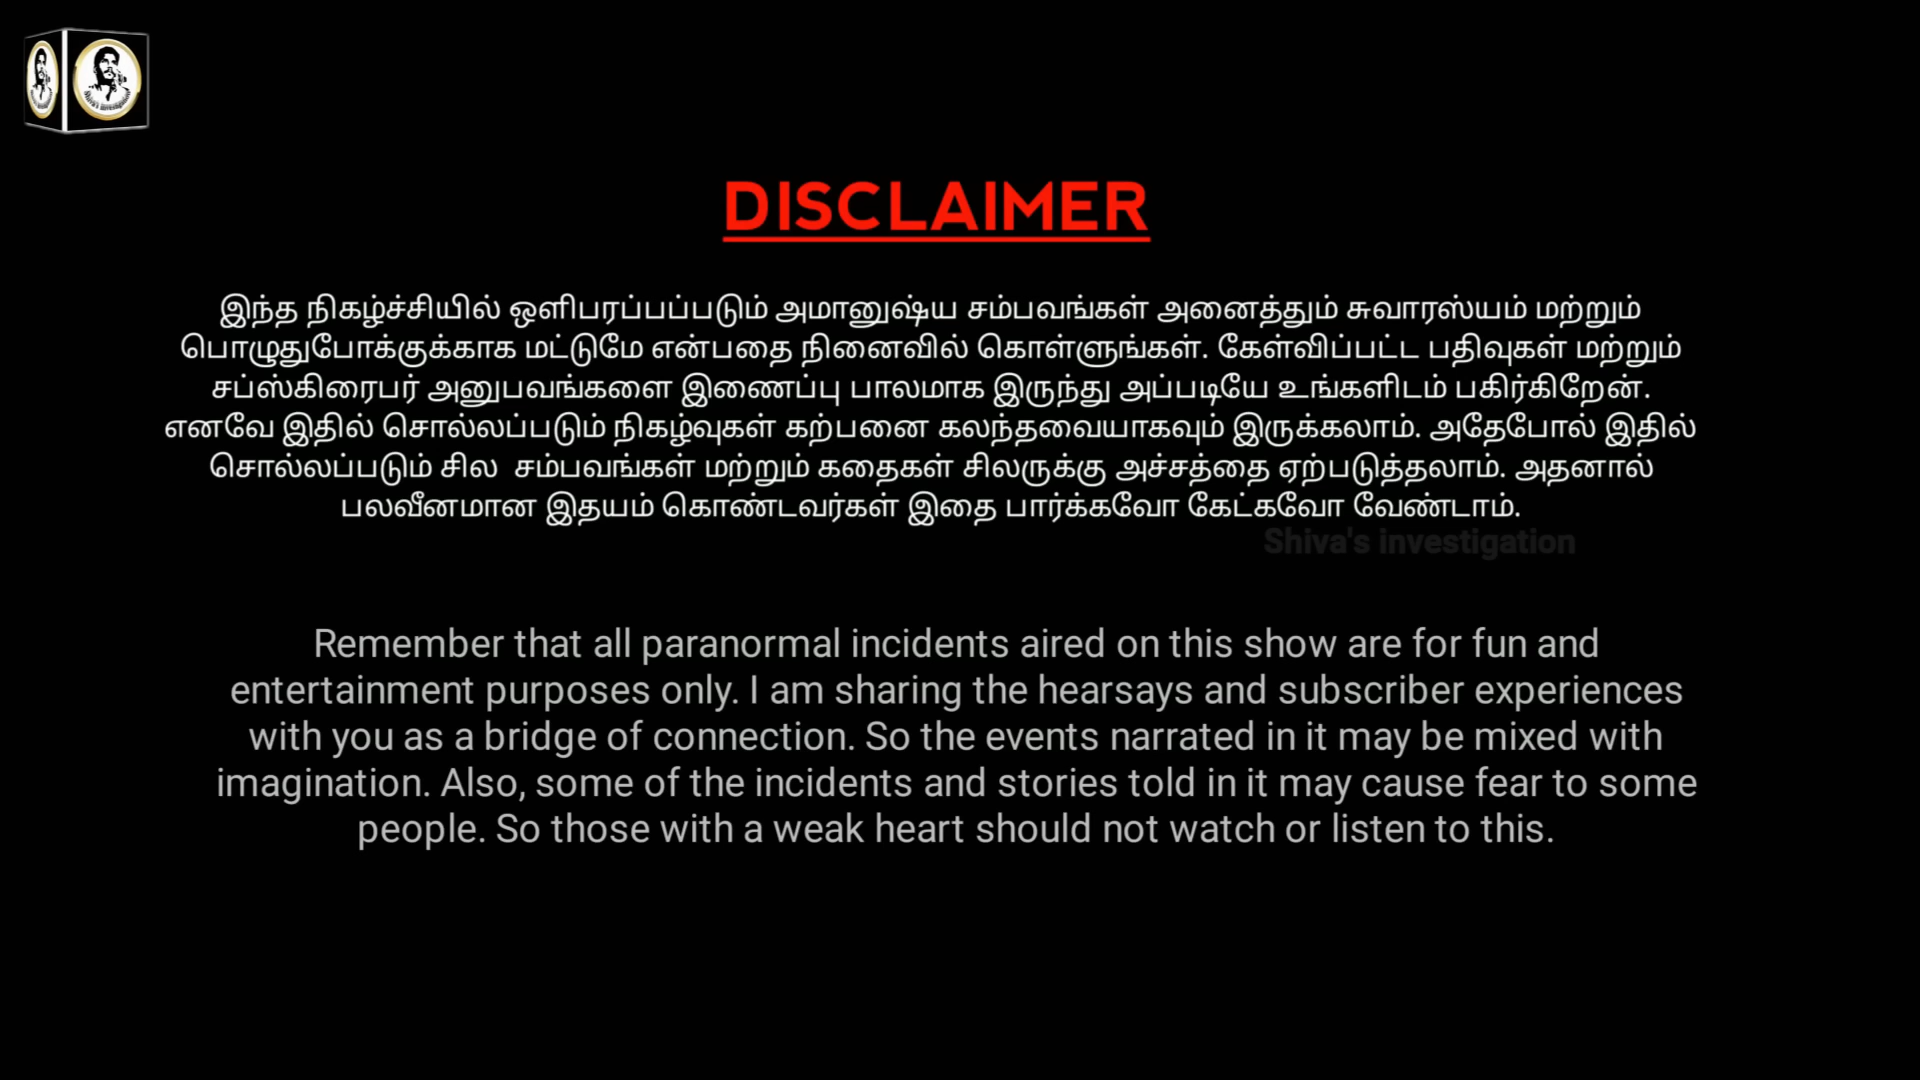 Shiva's investigation
DISCLAIMER
இந்த நிகழ்ச்சியில் ஒளிபரப்பப்படும் அமானுஷ்ய சம்பவங்கள் அனைத்தும் சுவாரஸ்யம் மற்றும்
பொழுதுபோக்குக்காக மட்டுமே என்பதை நினைவில் கொள்ளுங்கள். கேள்விப்பட்ட பதிவுகள் மற்றும்
சப்ஸ்கிரைபர் அனுபவங்களை இணைப்பு பாலமாக இருந்து அப்படியே உங்களிடம் பகிர்கிறேன்.
எனவே இதில் சொல்லப்படும் நிகழ்வுகள் கற்பனை கலந்தவையாகவும் இருக்கலாம். அதேபோல் இதில்
சொல்லப்படும் சில  சம்பவங்கள் மற்றும் கதைகள் சிலருக்கு அச்சத்தை ஏற்படுத்தலாம். அதனால்
பலவீனமான இதயம் கொண்டவர்கள் இதை பார்க்கவோ கேட்கவோ வேண்டாம்.
Shiva's investigation
Remember that all paranormal incidents aired on this show are for fun and
entertainment purposes only. I am sharing the hearsays and subscriber experiences
with you as a bridge of connection. So the events narrated in it may be mixed with
imagination. Also, some of the incidents and stories told in it may cause fear to some
people. So those with a weak heart should not watch or listen to this.